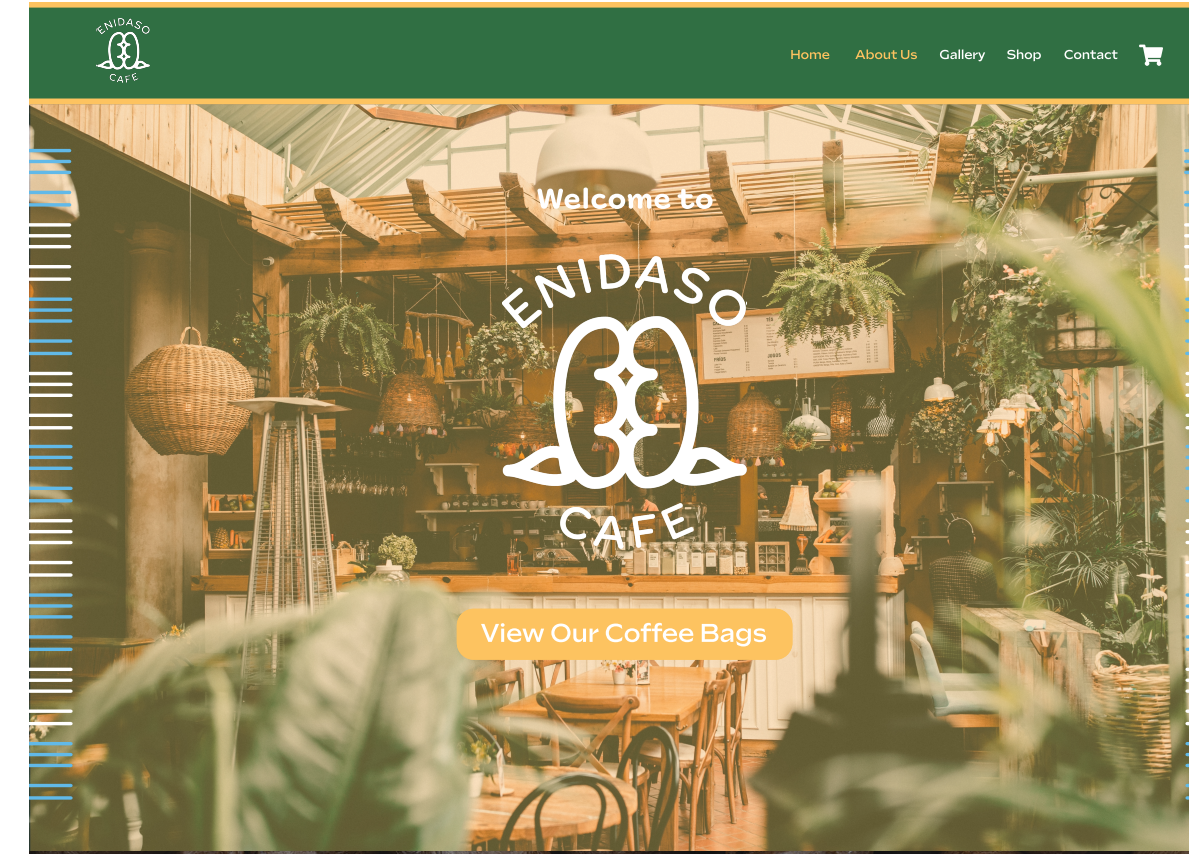 ENIDASO
CAFE
Home
About Us
Gallery
Shop
Contact
Welcome to
ENIDASO
CAFE
View Our Coffee Bags